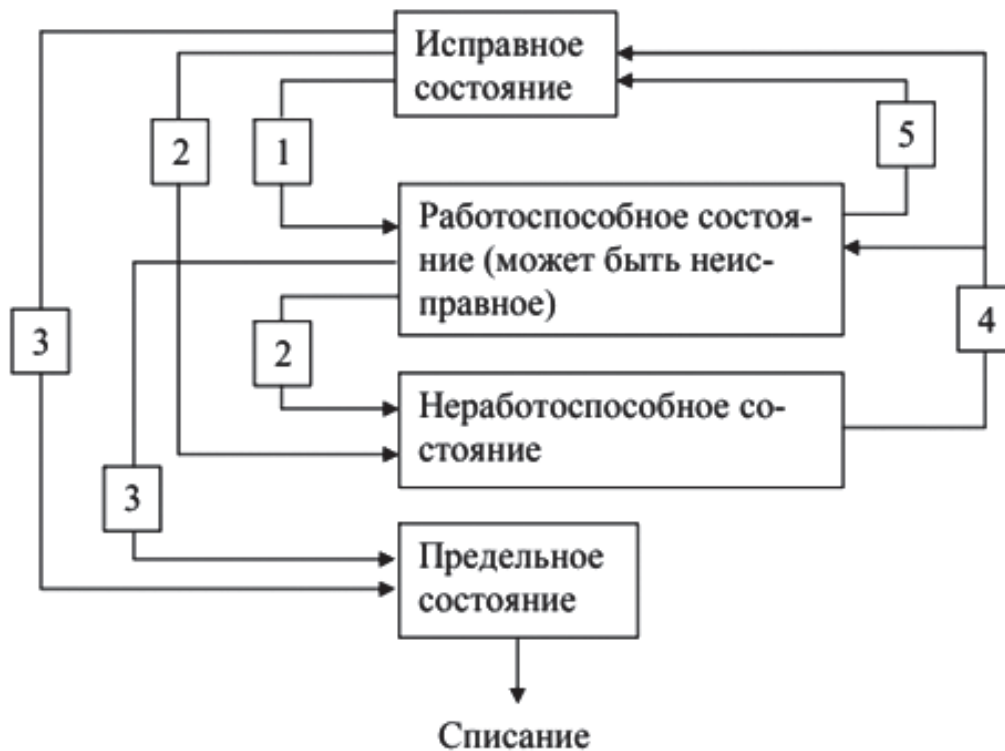 Исправное
состояние
2
1
5
Работоспособное состоя-
ние (может быть неис-
правное)
3
2
4
Неработоспособное со-
стояние
3
Предельное
состояние
Списание